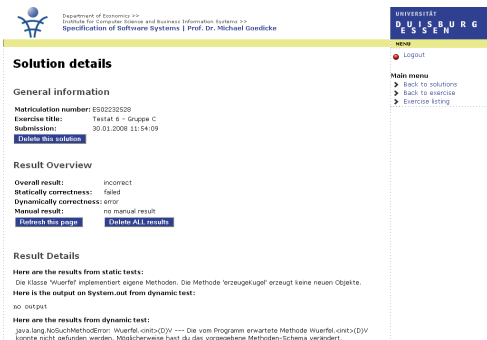 Department of Economics >>
Institute for Computer Science and Business Information Systems >>
Specification of Software Systems | Prof. Dr. Michael Goedicke
UNIVERSITÄT
DUISBURG
ESSEN
MENU
Logout
Main menu
Back to solutions
Back to exercise
Exercise listing
Solution details
General information
Matriculation number: ES02232528
Exercise title: Testat 6 - Gruppe C
Submission: 30.01.2008 11:54:09
Delete this solution
Result Overview
Overall result: incorrect
Statically correctness: failed
Dynamically correctness: error
Manual result: no manual result
Refresh this page Delete ALL results
Result Details
Here are the results from static tests:
Die Klasse 'Wuerfel' implementiert eigene Methoden. Die Methode 'erzeugeKugel' erzeugt keine neuen Objekte.
Here is the output on System.out from dynamic test:
no output
Here are the results from dynamic test:
java.lang.NoSuchMethodError: Wuerfel.<init>(D)V --- Die vom Programm erwartete Methode Wuerfel.<init>(D)V
konnte nicht gefunden werden. Möglicherweise hast du das vorgegebene Methoden-Schema verändert.